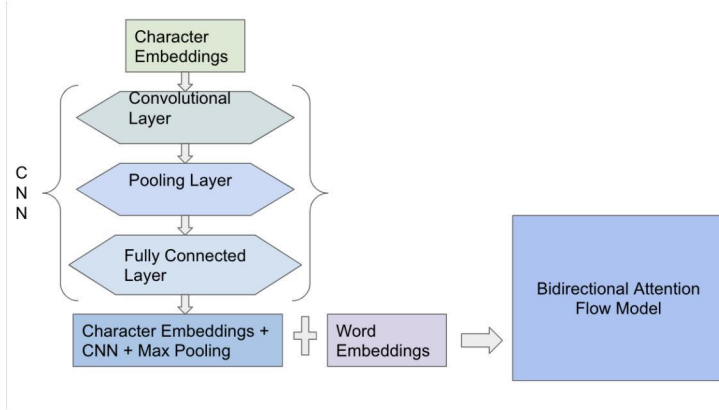 Character
Embeddings
Convolutional
Layer
C
N
N
Pooling Layer
Fully Connected
Layer
Character Embeddings +
CNN + Max Pooling
Word
Embeddings
Bidirectional Attention
Flow Model